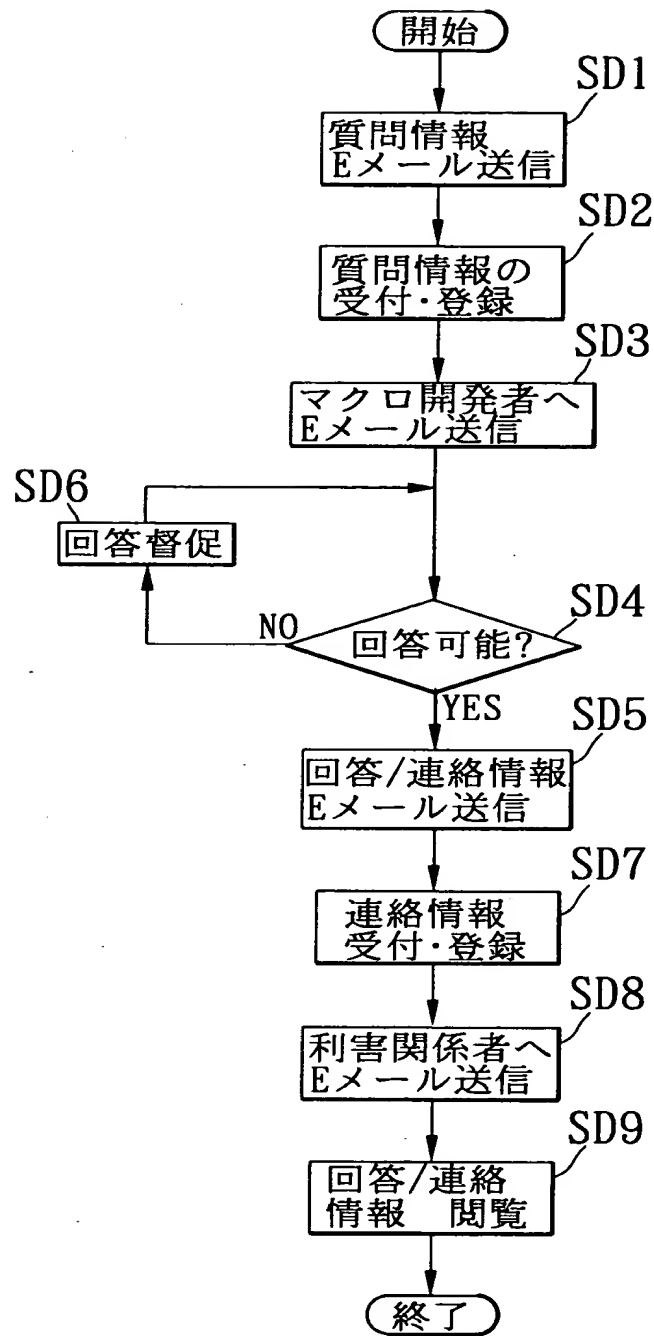 開始
SD1
質問情報
Eメール送信
SD2
質問情報の
受付・登録
SD3
マクロ開発者へ
Eメール送信
SD6
回答督促
SD4
NO
回答可能?
YES
SD5
回答/連絡情報
Eメール送信
SD7
連絡情報
受付・登録
SD8
利害関係者へ
Eメール送信
SD9
回答/連絡
情報 閲覧
終了